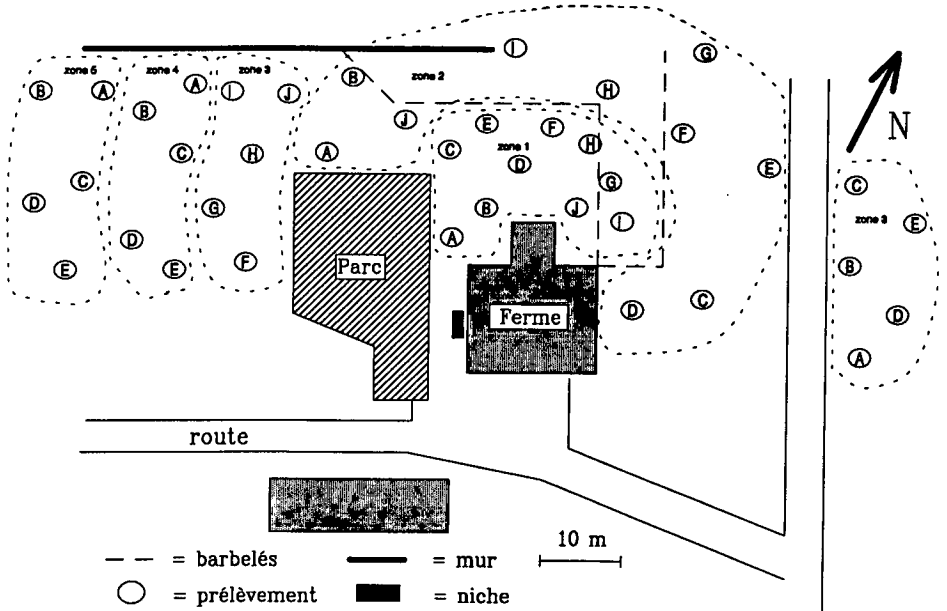 I
G
zone 5
zone 4
zone 3
zone 2
B
B
A
B
A
I
J
H
J
E
F
F
C
zone 1
H
A
C
H
D
E
C
G
C
D
G
B
J
I
zone 3
E
D
A
B
E
E
F
Parc
C
D
D
Ferme
A
N
route
10 m
= barbelés
= mur
= prélèvement
= niche